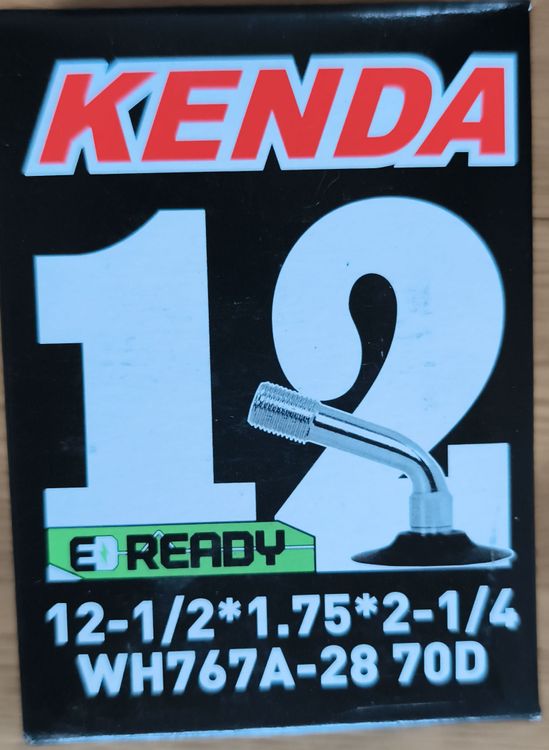 KENDA
12
E READY
12-1/2*1.75*2-1/4
WH767A-28 70D